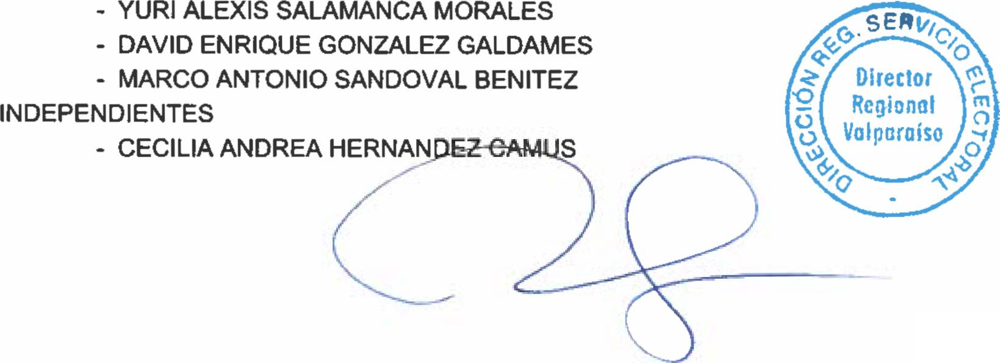 - YURI ALEXIS SALAMANCA MORALES
- DAVID ENRIQUE GONZALEZ GALDAMES
- MARCO ANTONIO SANDOVAL BENITEZ
INDEPENDIENTES
- CECILIA ANDREA HERNANDEZ CAMUS
DIRECCIÓN REG. SERVICIO ELECTORAL
Director
Regional
Valparaíso